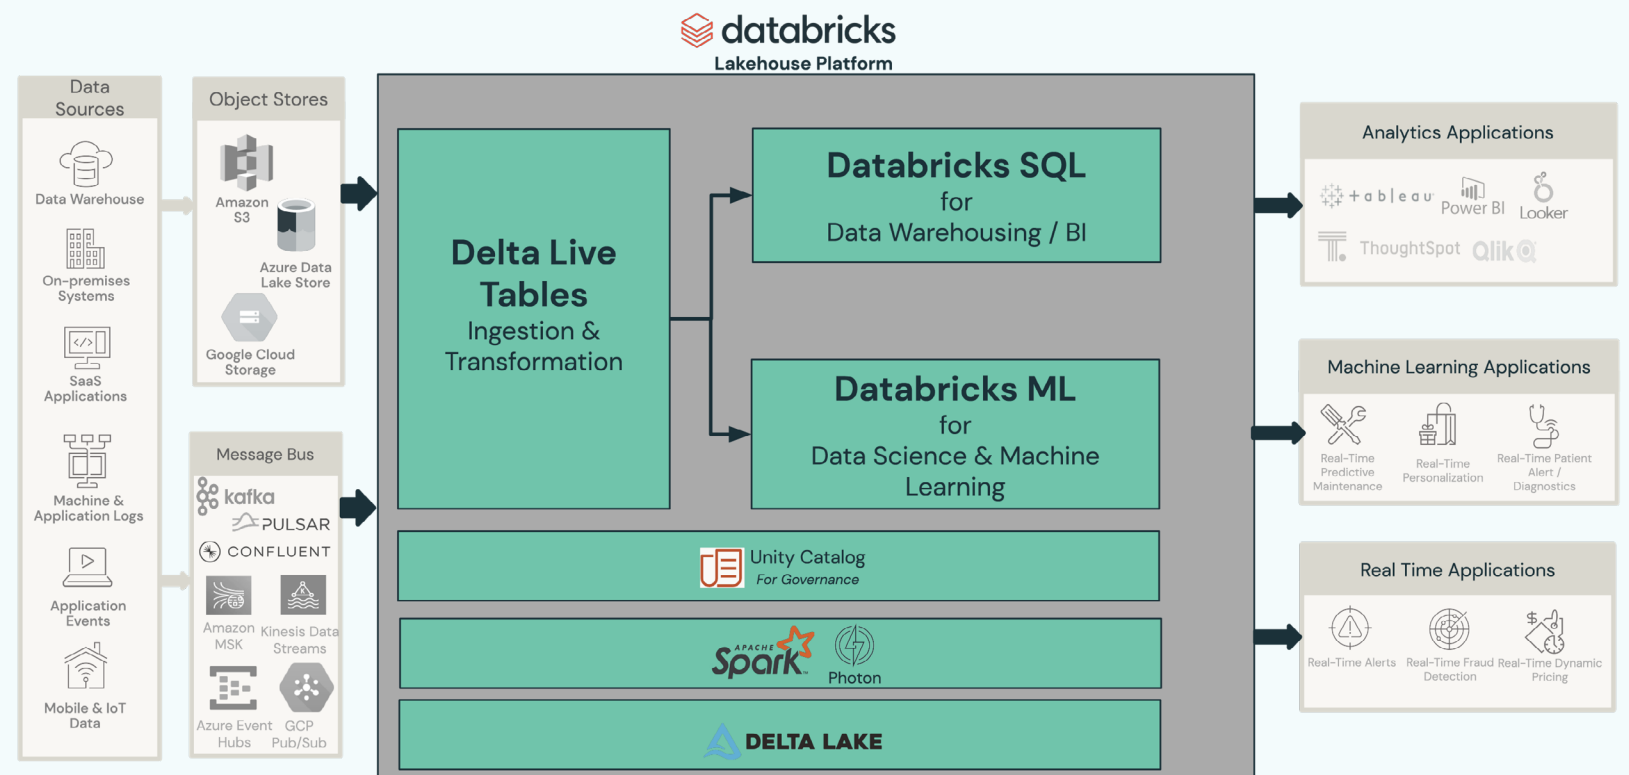 databricks
Lakehouse Platform
Data
Sources
Data Warehouse
On-premises
Systems
SaaS
Applications
Machine &
Application Logs
Application
Events
Mobile & IoT
Data
Object Stores
Amazon
S3
Azure Data
Lake Store
Google Cloud
Storage
Message Bus
kafka
PULSAR
CONFLUENT
Amazon
MSK
Kinesis Data
Streams
Azure Event
Hubs
GCP
Pub/Sub
Delta Live
Tables
Ingestion &
Transformation
Databricks SQL
for
Data Warehousing / BI
Databricks ML
for
Data Science & Machine
Learning
Unity Catalog
For Governance
APACHE
Spark™
Photon
DELTA LAKE
Analytics Applications
+ableau
Power BI
Looker
T.
ThoughtSpot
Qlik
Machine Learning Applications
Real-Time
Predictive
Maintenance
Real-Time
Personalization
Real-Time Patient
Alert /
Diagnostics
Real Time Applications
Real-Time Alerts
Real-Time Fraud
Detection
Real-Time Dynamic
Pricing